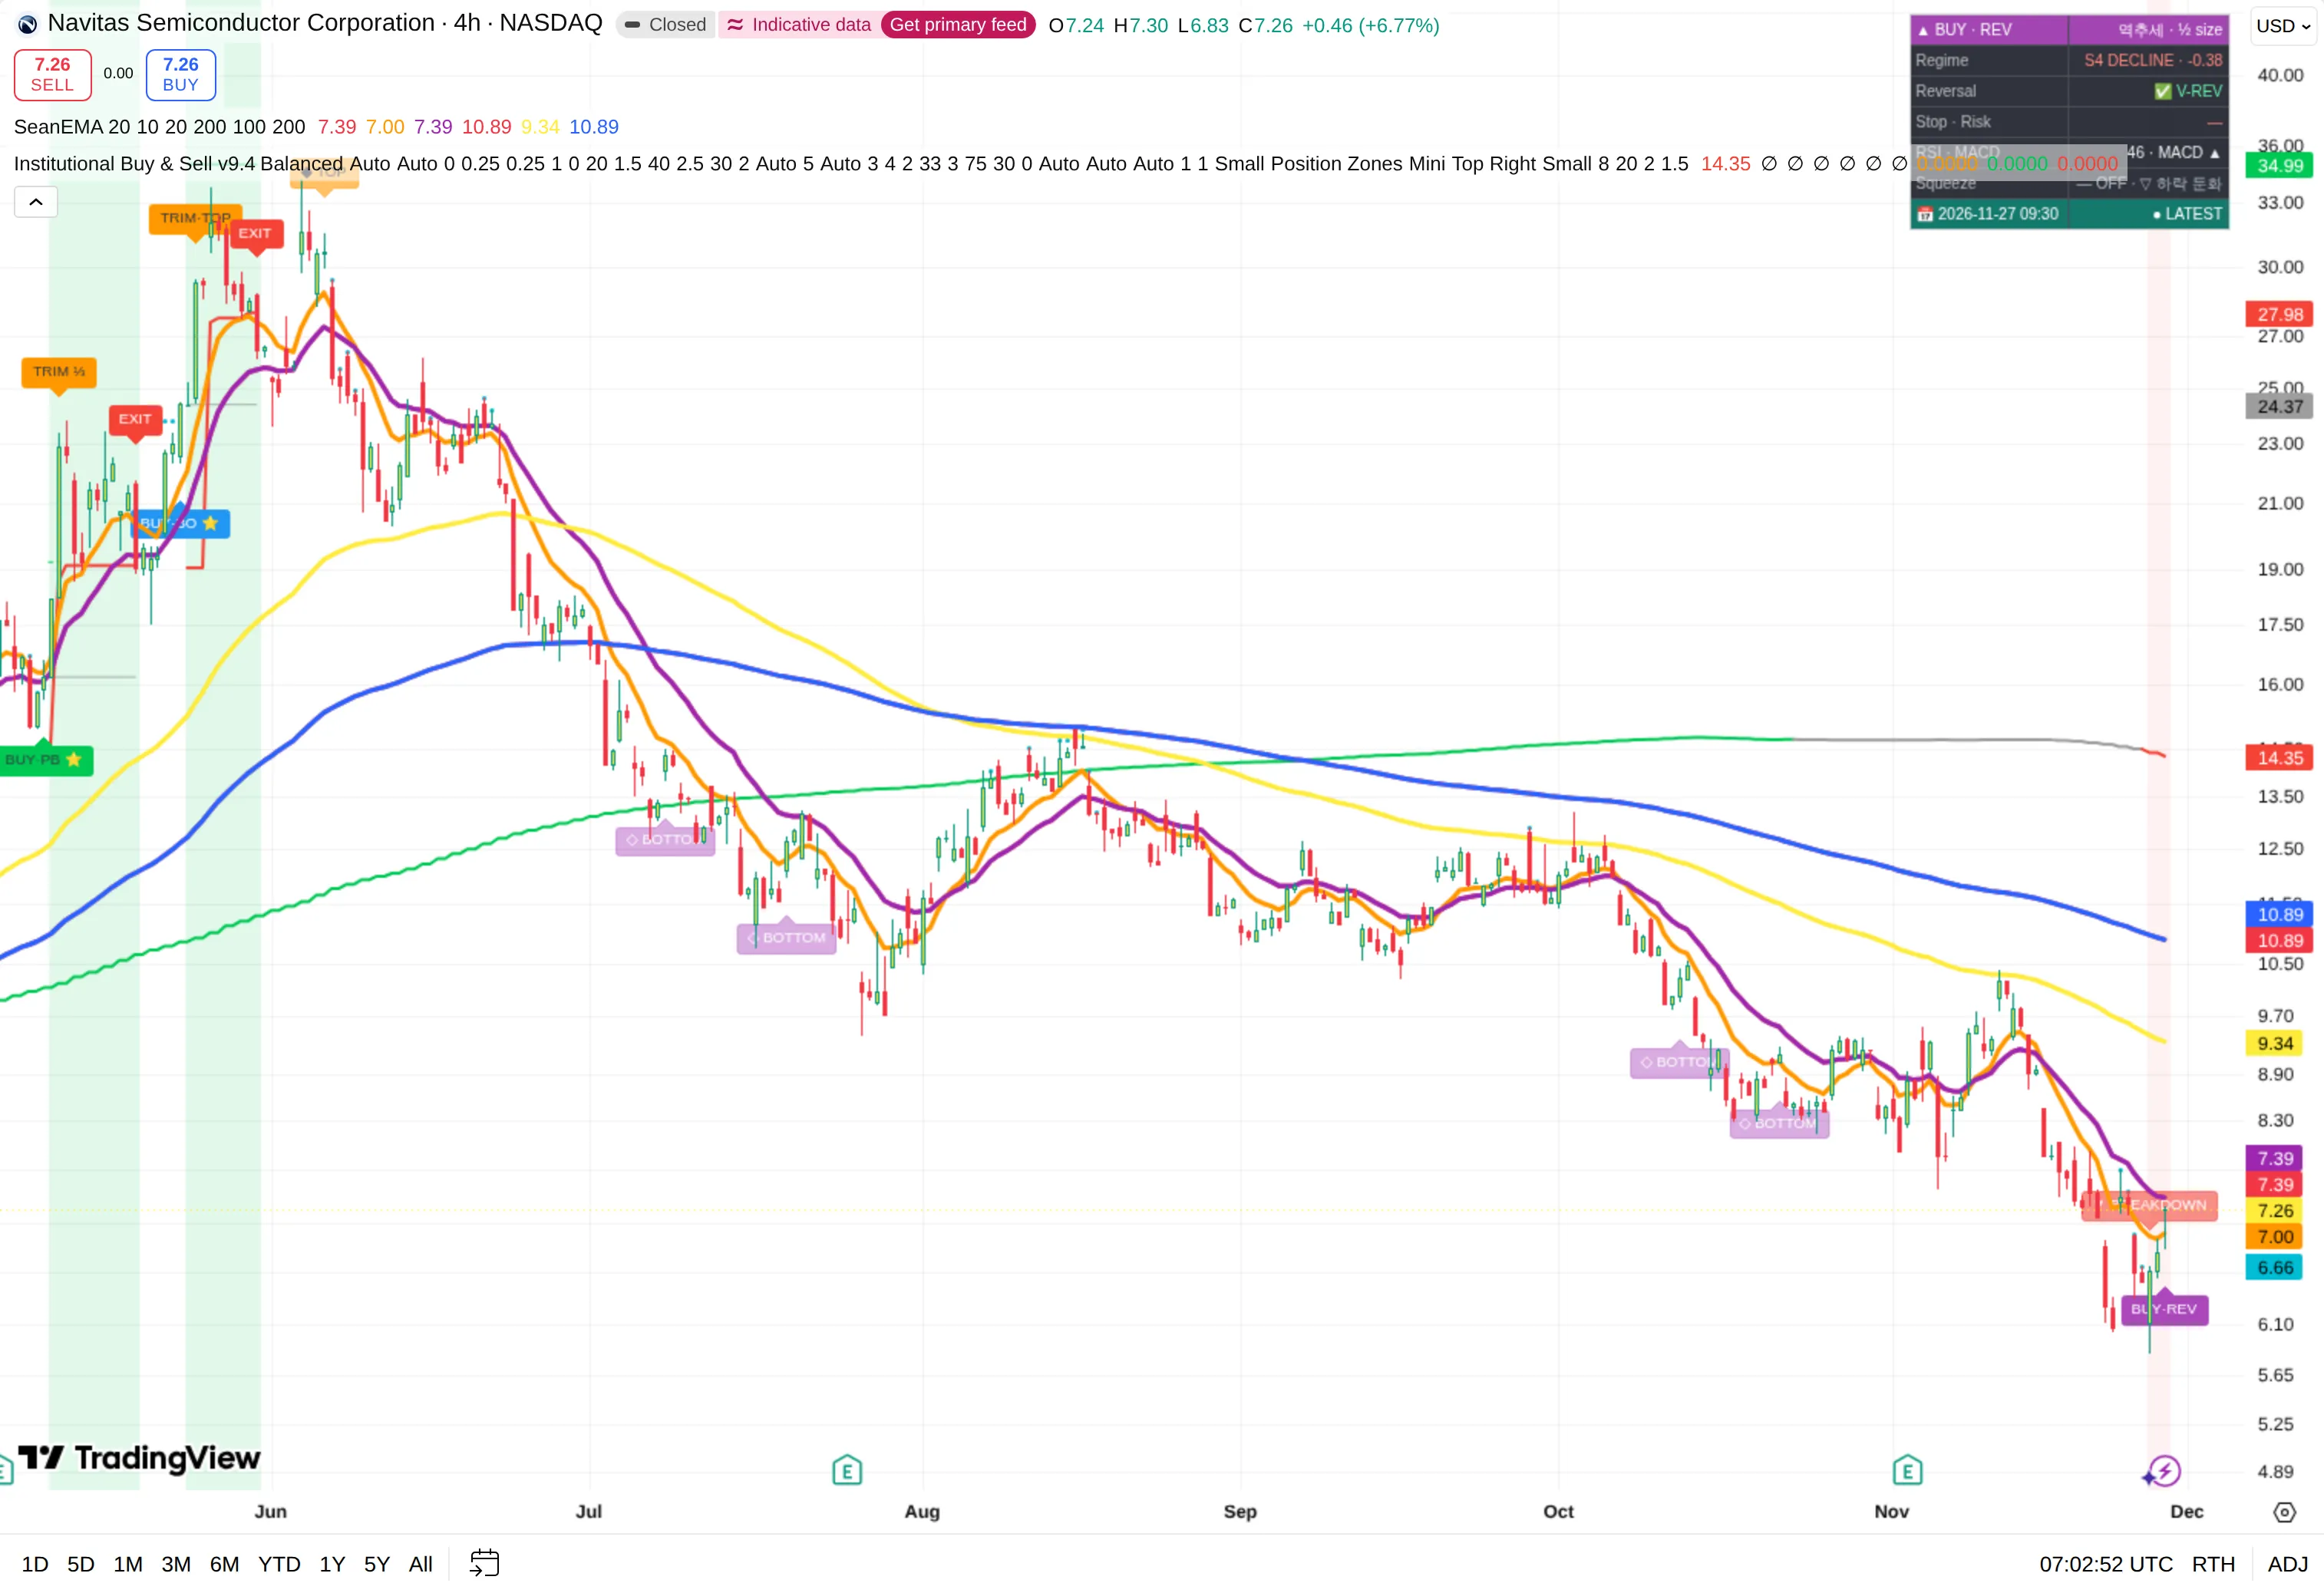 Navitas Semiconductor Corporation · 4h · NASDAQ Closed Indicative data Get primary feed O7.24 H7.30 L6.83 C7.26 +0.46 (+6.77%)
7.26 SELL 0.00 7.26 BUY
SeanEMA 20 10 20 200 100 200 7.39 7.00 7.39 10.89 9.34 10.89
Institutional Buy & Sell v9.4 Balanced Auto Auto 0 0.25 0.25 1 0 20 1.5 40 2.5 30 2 Auto 5 Auto 3 4 2 33 3 75 30 0 Auto Auto Auto 1 1 Small Position Zones Mini Top Right Small 8 20 2 1.5 14.35 ∅ ∅ ∅ ∅ ∅ ∅ 0.0000 0.0000 0.0000
▲ BUY · REV 역추세 · ½ size
Regime S4 DECLINE · -0.38
Reversal ✅ V-REV
Stop · Risk —
RSI · MACD 46 · MACD ▲
Squeeze — OFF · ▽ 하락 둔화
📅 2026-11-27 09:30 ● LATEST
USD
40.00
36.00
34.99
33.00
30.00
27.98
27.00
25.00
24.37
23.00
21.00
19.00
17.50
16.00
14.35
13.50
12.50
10.89
10.89
10.50
9.70
9.34
8.90
8.30
7.39
7.39
7.26
7.00
6.66
6.10
5.65
5.25
4.89
◆ TOP
TRIM-TOP
EXIT
TRIM ⅓
EXIT
BUY-BO ⭐
BUY-PB ⭐
◇ BOTTOM
◇ BOTTOM
◇ BOTTOM
◇ BOTTOM
BREAKDOWN
BUY-REV
TradingView
E E E
Jun Jul Aug Sep Oct Nov Dec
1D 5D 1M 3M 6M YTD 1Y 5Y All 07:02:52 UTC RTH ADJ